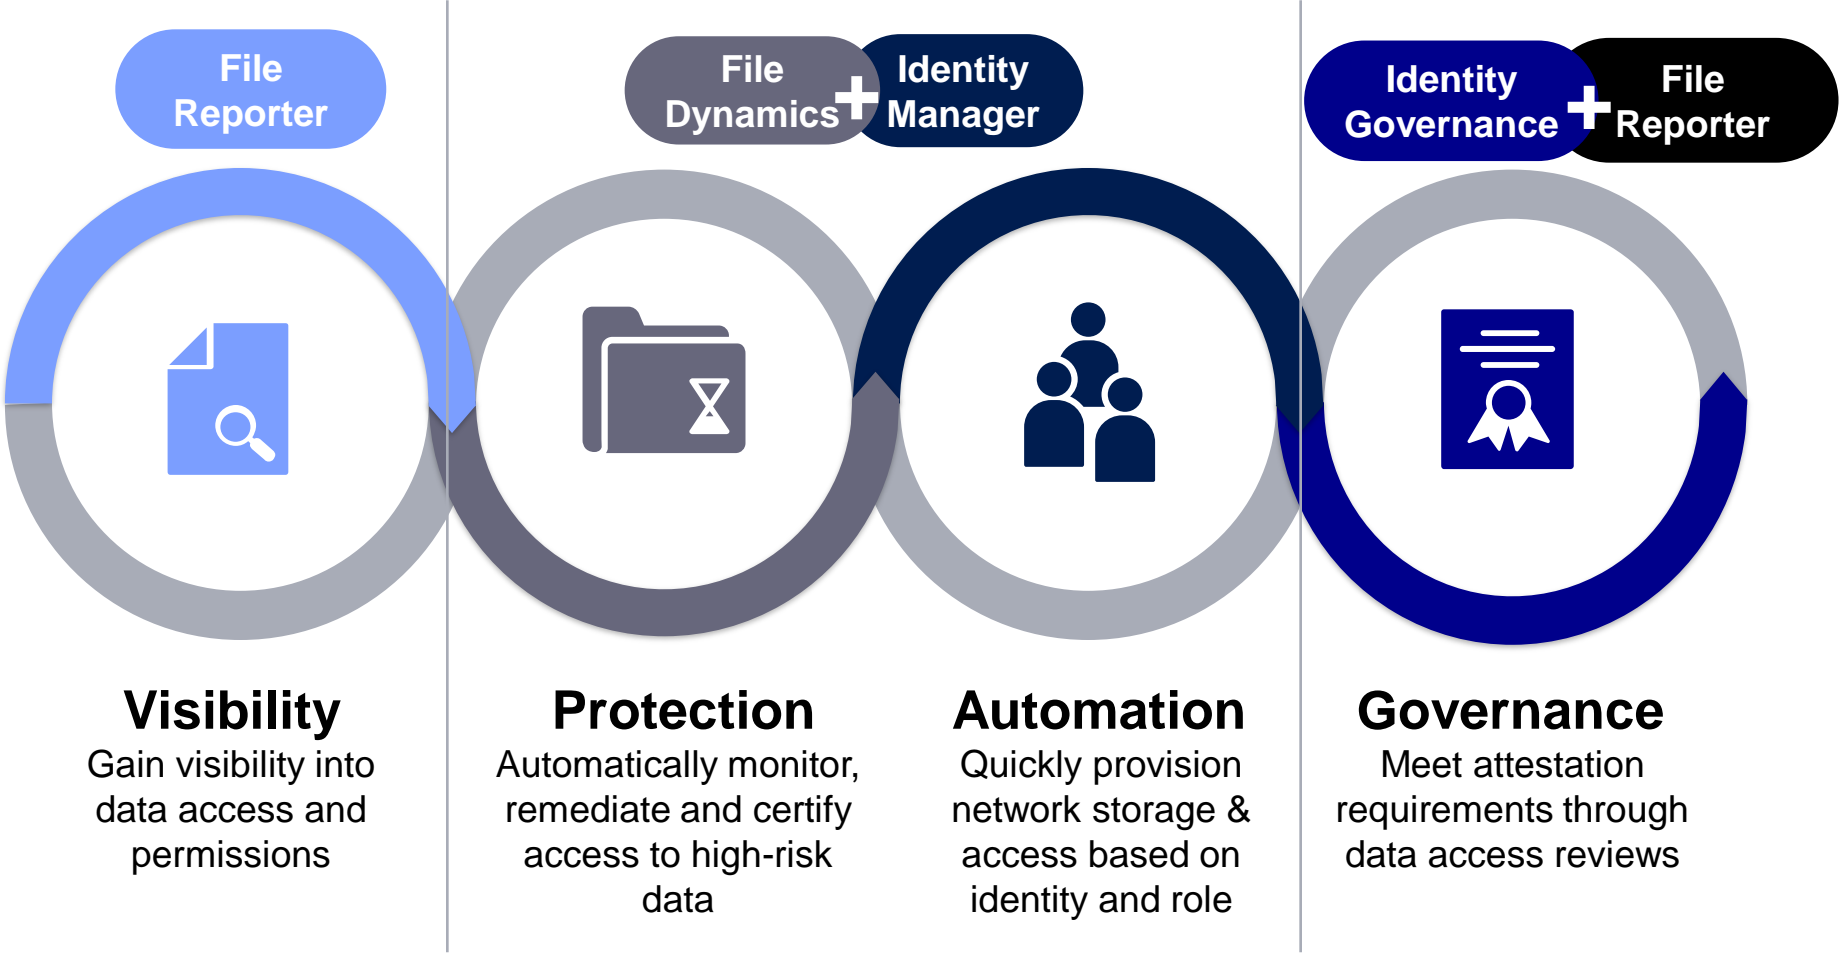 File
Reporter
File
Dynamics
+
Identity
Manager
Identity
Governance
+
File
Reporter
Visibility
Gain visibility into
data access and
permissions
Protection
Automatically monitor,
remediate and certify
access to high-risk
data
Automation
Quickly provision
network storage &
access based on
identity and role
Governance
Meet attestation
requirements through
data access reviews